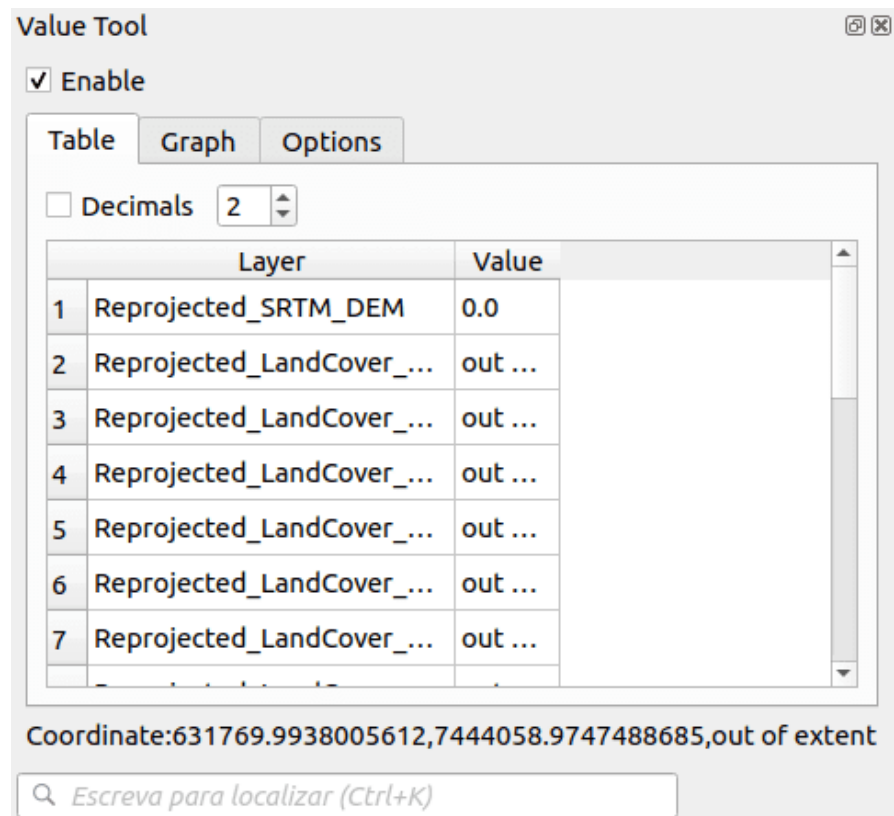 Value Tool
Enable
Table Graph Options
Decimals 2
Layer Value
1 Reprojected_SRTM_DEM 0.0
2 Reprojected_LandCover_... out ...
3 Reprojected_LandCover_... out ...
4 Reprojected_LandCover_... out ...
5 Reprojected_LandCover_... out ...
6 Reprojected_LandCover_... out ...
7 Reprojected_LandCover_... out ...
Coordinate:631769.9938005612,7444058.9747488685,out of extent
Escreva para localizar (Ctrl+K)